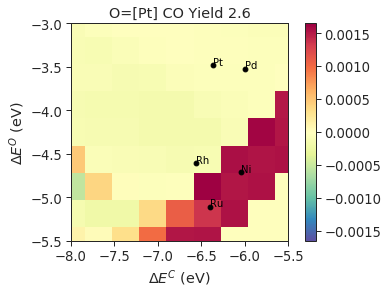 O=[Pt] CO Yield 2.6
−3.0
−3.5
−4.0
−4.5
−5.0
−5.5
ΔE^O (eV)
Pt
Pd
Rh
Ni
Ru
−8.0 −7.5 −7.0 −6.5 −6.0 −5.5
ΔE^C (eV)
0.0015
0.0010
0.0005
0.0000
−0.0005
−0.0010
−0.0015